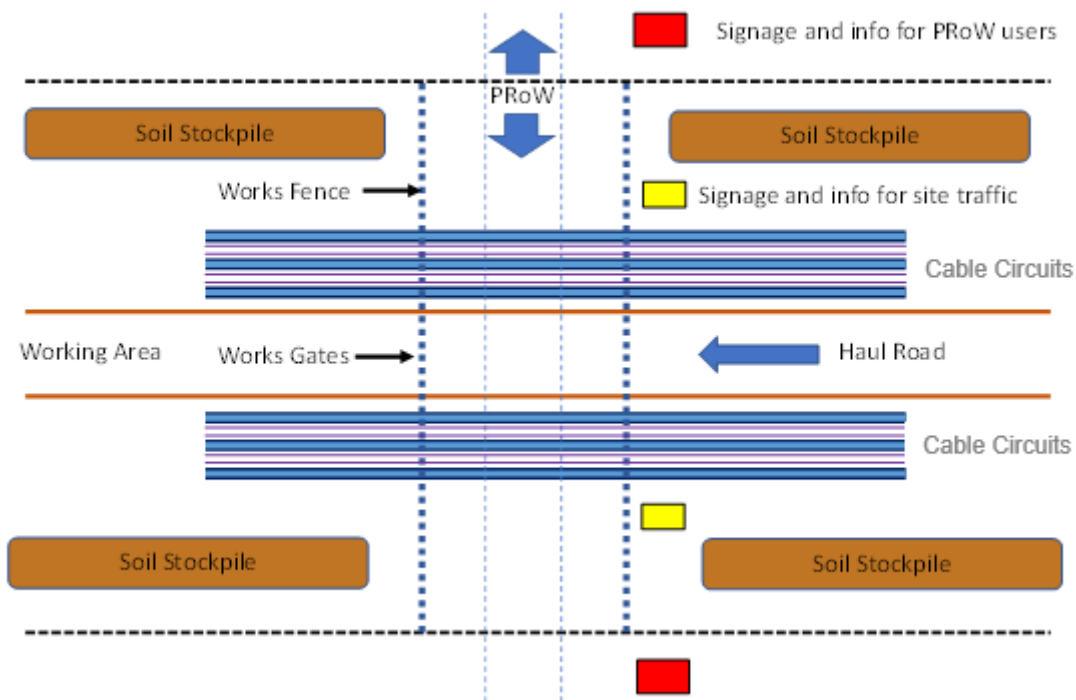 Signage and info for PRoW users
PRoW
Soil Stockpile
Soil Stockpile
Works Fence
Signage and info for site traffic
Cable Circuits
Working Area
Works Gates
Haul Road
Cable Circuits
Soil Stockpile
Soil Stockpile